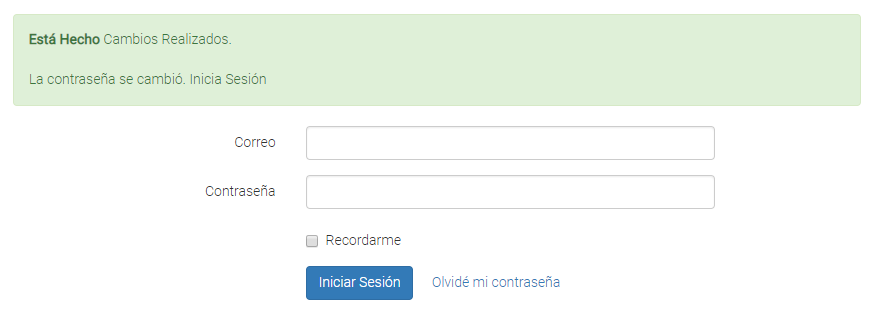 Está Hecho Cambios Realizados.
La contraseña se cambió. Inicia Sesión
Correo
Contraseña
Recordarme
Iniciar Sesión Olvidé mi contraseña